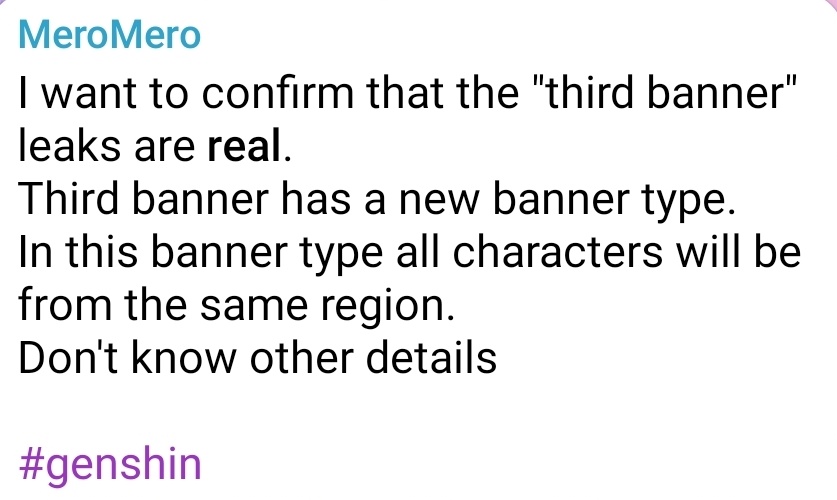 MeroMero
I want to confirm that the "third banner"
leaks are real.
Third banner has a new banner type.
In this banner type all characters will be
from the same region.
Don't know other details
#genshin